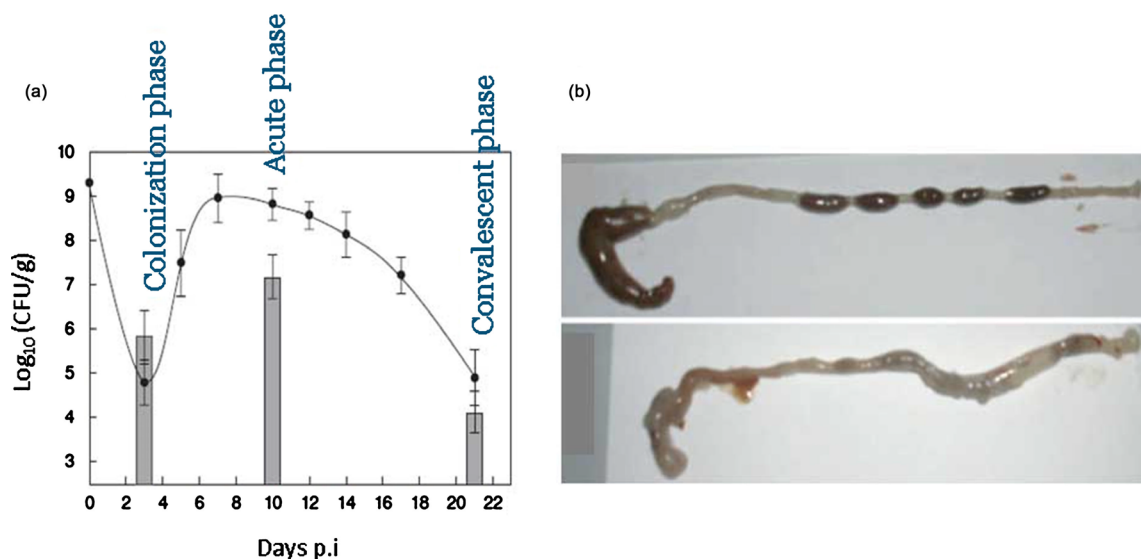 (a)
(b)
Colonization phase
Acute phase
Convalescent phase
10
9
8
7
6
5
4
3
Log₁₀ (CFU/g)
0 2 4 6 8 10 12 14 16 18 20 22
Days p.i